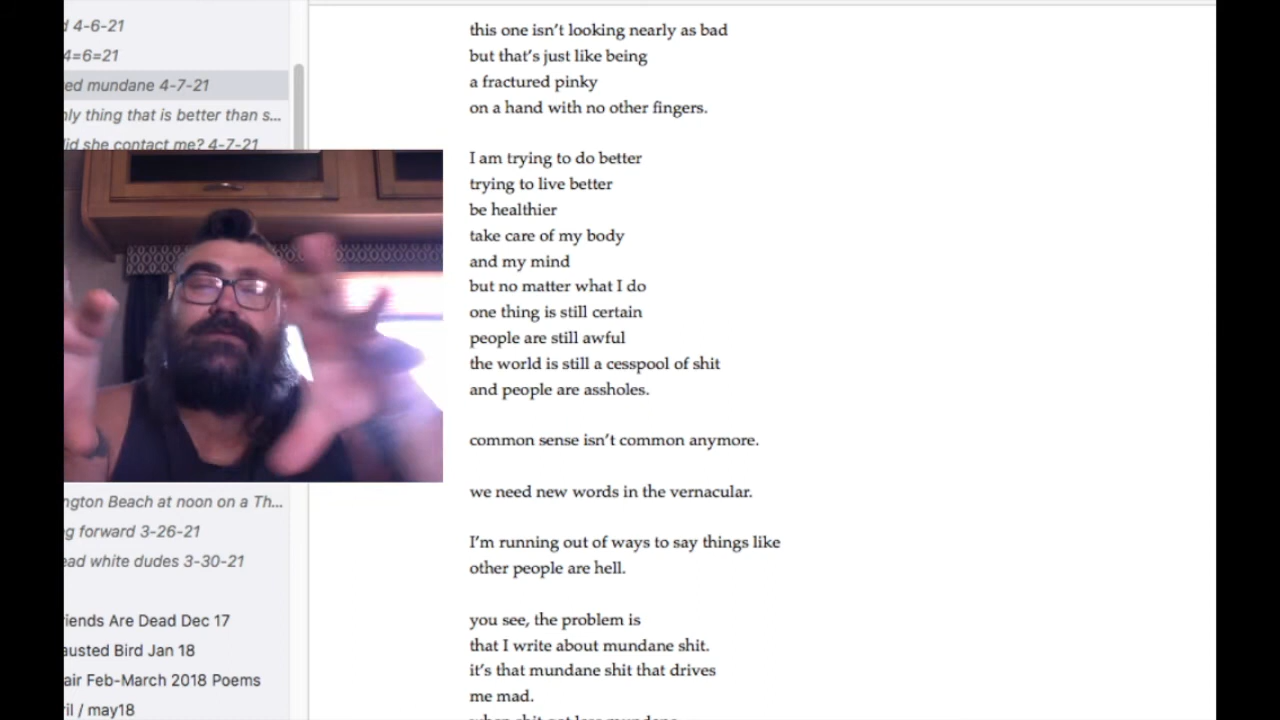 d 4-6-21
4=6=21
ed mundane 4-7-21
nly thing that is better than s...
did she contact me? 4-7-21
ngton Beach at noon on a Th...
g forward 3-26-21
ead white dudes 3-30-21
riends Are Dead Dec 17
austed Bird Jan 18
air Feb-March 2018 Poems
ril / may18
this one isn't looking nearly as bad
but that's just like being
a fractured pinky
on a hand with no other fingers.
I am trying to do better
trying to live better
be healthier
take care of my body
and my mind
but no matter what I do
one thing is still certain
people are still awful
the world is still a cesspool of shit
and people are assholes.
common sense isn't common anymore.
we need new words in the vernacular.
I'm running out of ways to say things like
other people are hell.
you see, the problem is
that I write about mundane shit.
it's that mundane shit that drives
me mad.
when shit got less mundane